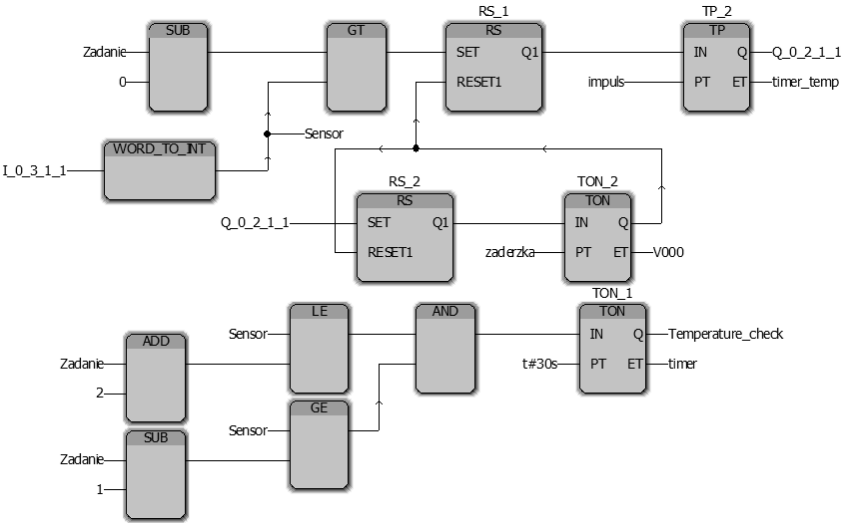 RS_1 TP_2
SUB GT RS TP
Zadanie SET Q1 IN Q Q_0_2_1_1
0 RESET1 impuls PT ET timer_temp
Sensor
WORD_TO_INT
I_0_3_1_1
RS_2 TON_2
RS TON
Q_0_2_1_1 SET Q1 IN Q
RESET1 zaderzka PT ET V000
TON_1
LE AND TON
Sensor IN Q Temperature_check
ADD
Zadanie t#30s PT ET timer
2
GE
Sensor
SUB
Zadanie
1